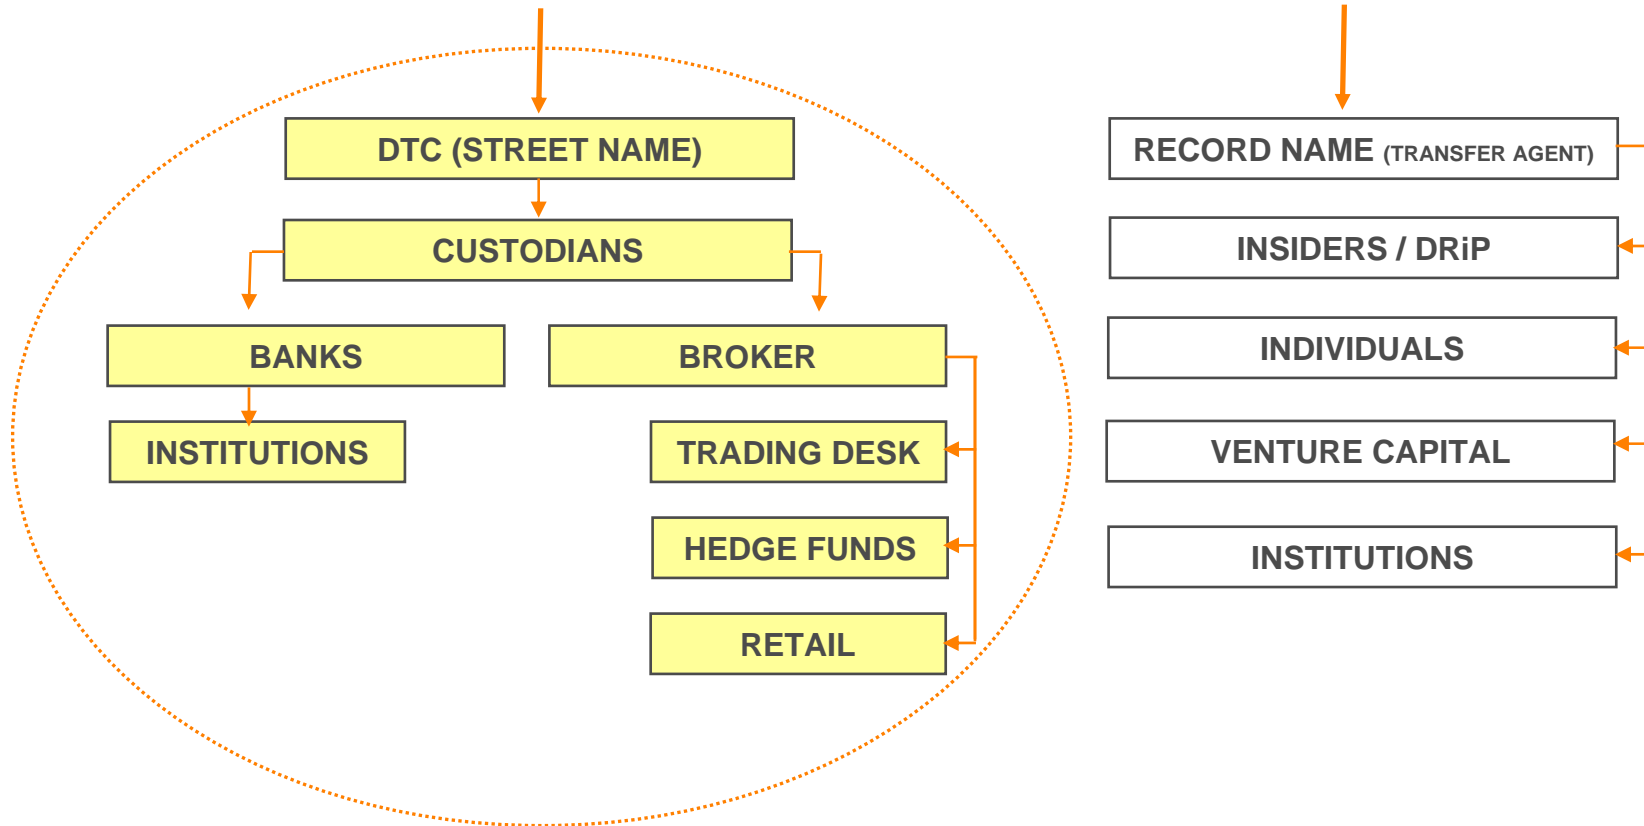 DTC (STREET NAME)
CUSTODIANS
BANKS
BROKER
INSTITUTIONS
TRADING DESK
HEDGE FUNDS
RETAIL
RECORD NAME (TRANSFER AGENT)
INSIDERS / DRiP
INDIVIDUALS
VENTURE CAPITAL
INSTITUTIONS